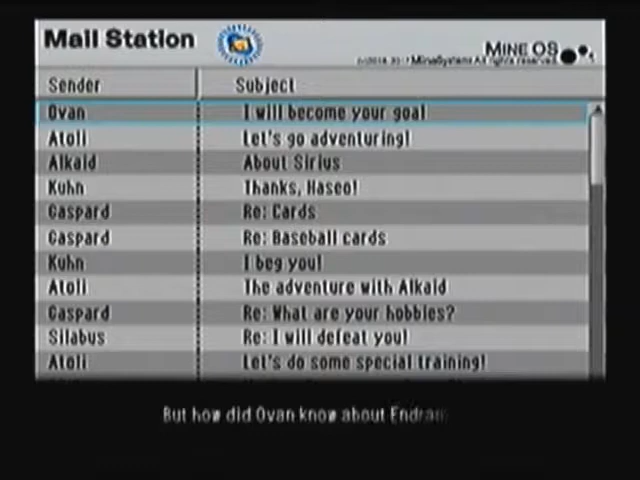 Mail Station
MINE OS
Sender Subject
Ovan I will become your goal
Atoli Let's go adventuring!
Alkaid About Sirius
Kuhn Thanks, Haseo!
Gaspard Re: Cards
Gaspard Re: Baseball cards
Kuhn I beg you!
Atoli The adventure with Alkaid
Gaspard Re: What are your hobbies?
Silabus Re: I will defeat you!
Atoli Let's do some special training!
But how did Ovan know about Endran